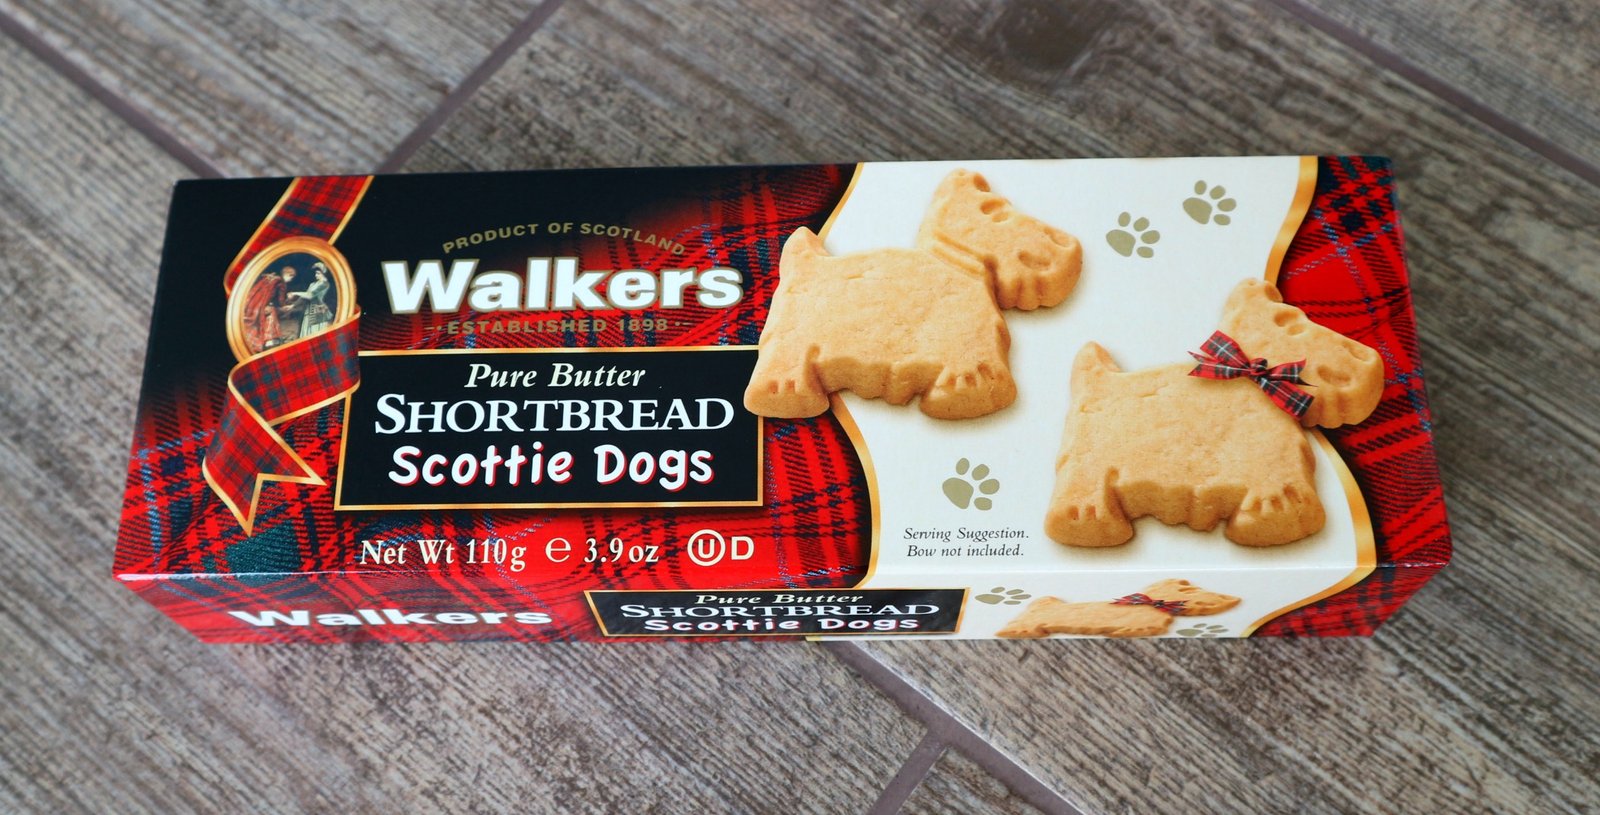 PRODUCT OF SCOTLAND
Walkers
ESTABLISHED 1898
Pure Butter
SHORTBREAD
Scottie Dogs
Net Wt 110g ℮ 3.9oz U D
Serving Suggestion.
Bow not included.
Walkers
Pure Butter
SHORTBREAD
Scottie Dogs